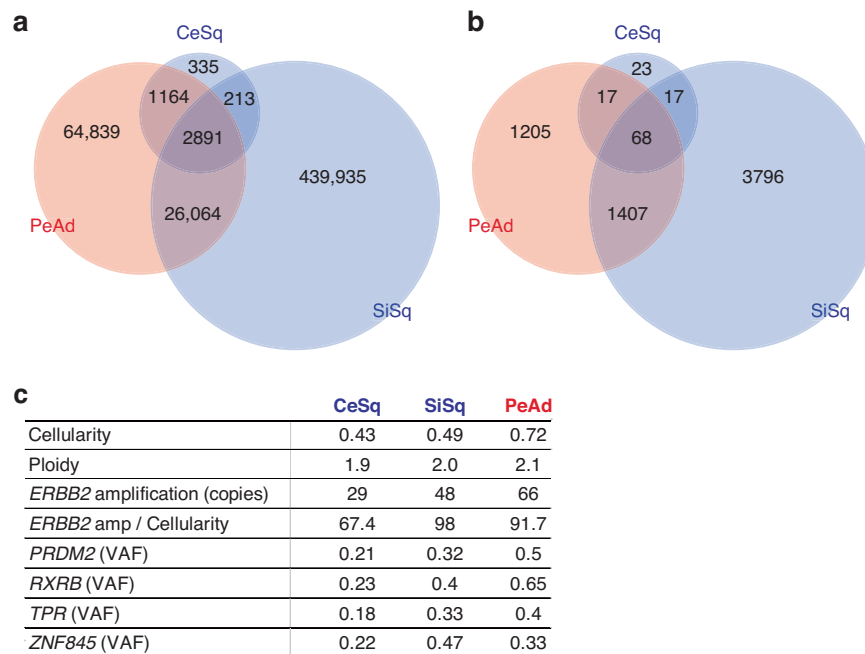 a
CeSq
335
1164
213
64,839
2891
439,935
26,064
PeAd
SiSq
b
CeSq
23
17
17
1205
68
3796
1407
PeAd
SiSq
c
CeSq SiSq PeAd
Cellularity 0.43 0.49 0.72
Ploidy 1.9 2.0 2.1
ERBB2 amplification (copies) 29 48 66
ERBB2 amp / Cellularity 67.4 98 91.7
PRDM2 (VAF) 0.21 0.32 0.5
RXRB (VAF) 0.23 0.4 0.65
TPR (VAF) 0.18 0.33 0.4
ZNF845 (VAF) 0.22 0.47 0.33